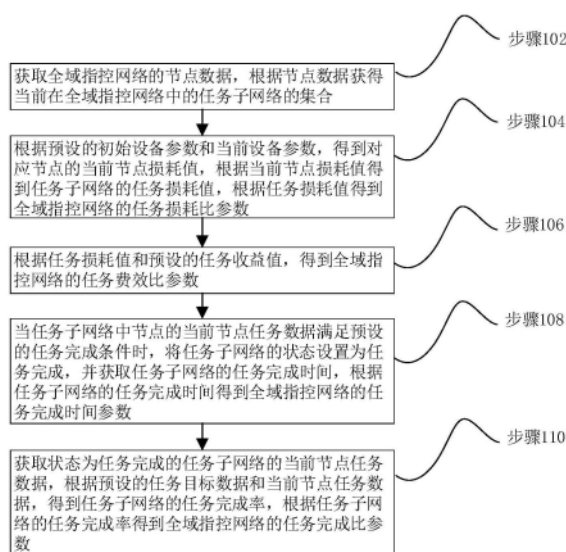 步骤102
获取全域指控网络的节点数据，根据节点数据获得
当前在全域指控网络中的任务子网络的集合
步骤104
根据预设的初始设备参数和当前设备参数，得到对
应节点的当前节点损耗值，根据当前节点损耗值得
到任务子网络的任务损耗值，根据任务损耗值得到
全域指控网络的任务损耗比参数
步骤106
根据任务损耗值和预设的任务收益值，得到全域指
控网络的任务费效比参数
步骤108
当任务子网络中节点的当前节点任务数据满足预设
的任务完成条件时，将任务子网络的状态设置为任
务完成，并获取任务子网络的任务完成时间，根据
任务子网络的任务完成时间得到全域指控网络的任
务完成时间参数
步骤110
获取状态为任务完成的任务子网络的当前节点任务
数据，根据预设的任务目标数据和当前节点任务数
据，得到任务子网络的任务完成率，根据任务子网
络的任务完成率得到全域指控网络的任务完成比参
数